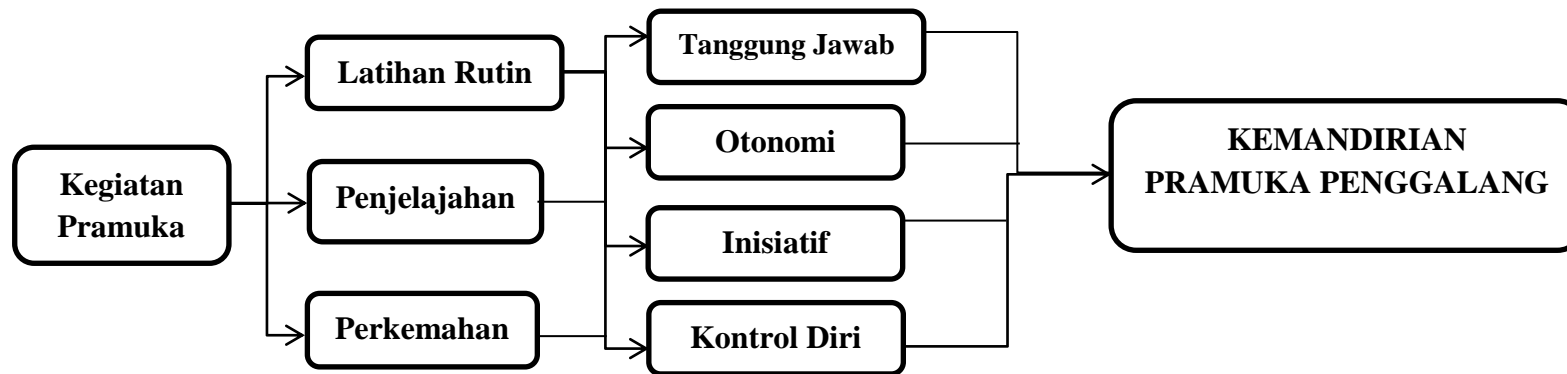 Kegiatan
Pramuka
Latihan Rutin
Penjelajahan
Perkemahan
Tanggung Jawab
Otonomi
Inisiatif
Kontrol Diri
KEMANDIRIAN
PRAMUKA PENGGALANG